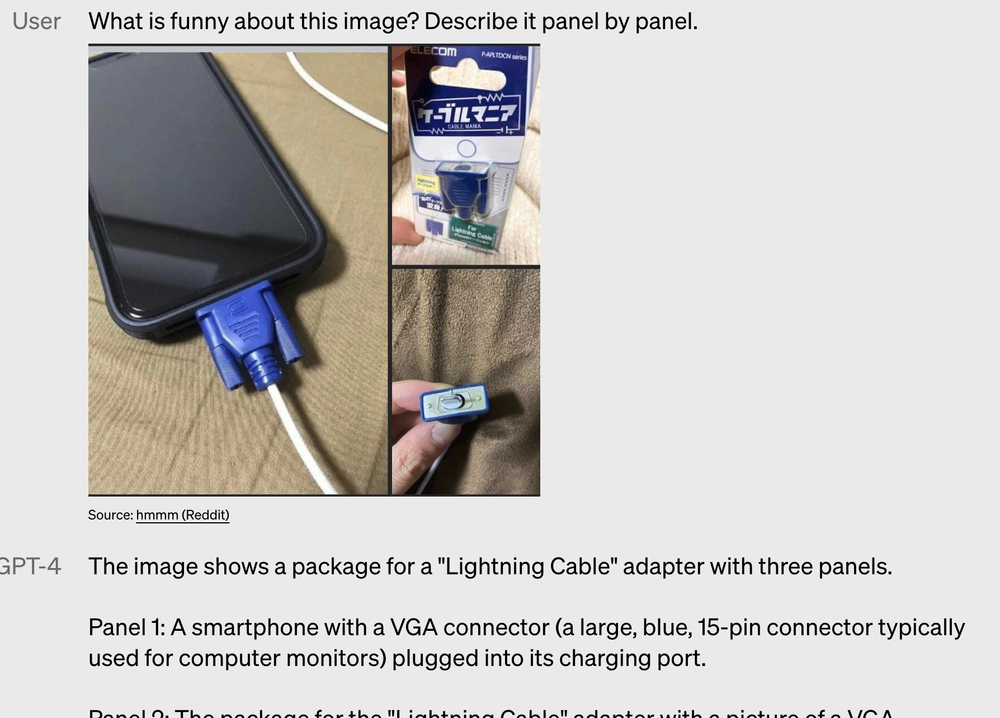 User
What is funny about this image? Describe it panel by panel.
ELECOM
P-APLTDCN series
ケーブルマニア
CABLE MANIA
Lightning
変身!
For
Lightning Cable
Source: hmmm (Reddit)
GPT-4
The image shows a package for a "Lightning Cable" adapter with three panels.
Panel 1: A smartphone with a VGA connector (a large, blue, 15-pin connector typically
used for computer monitors) plugged into its charging port.
Panel 2: The package for the "Lightning Cable" adapter with a picture of a VGA